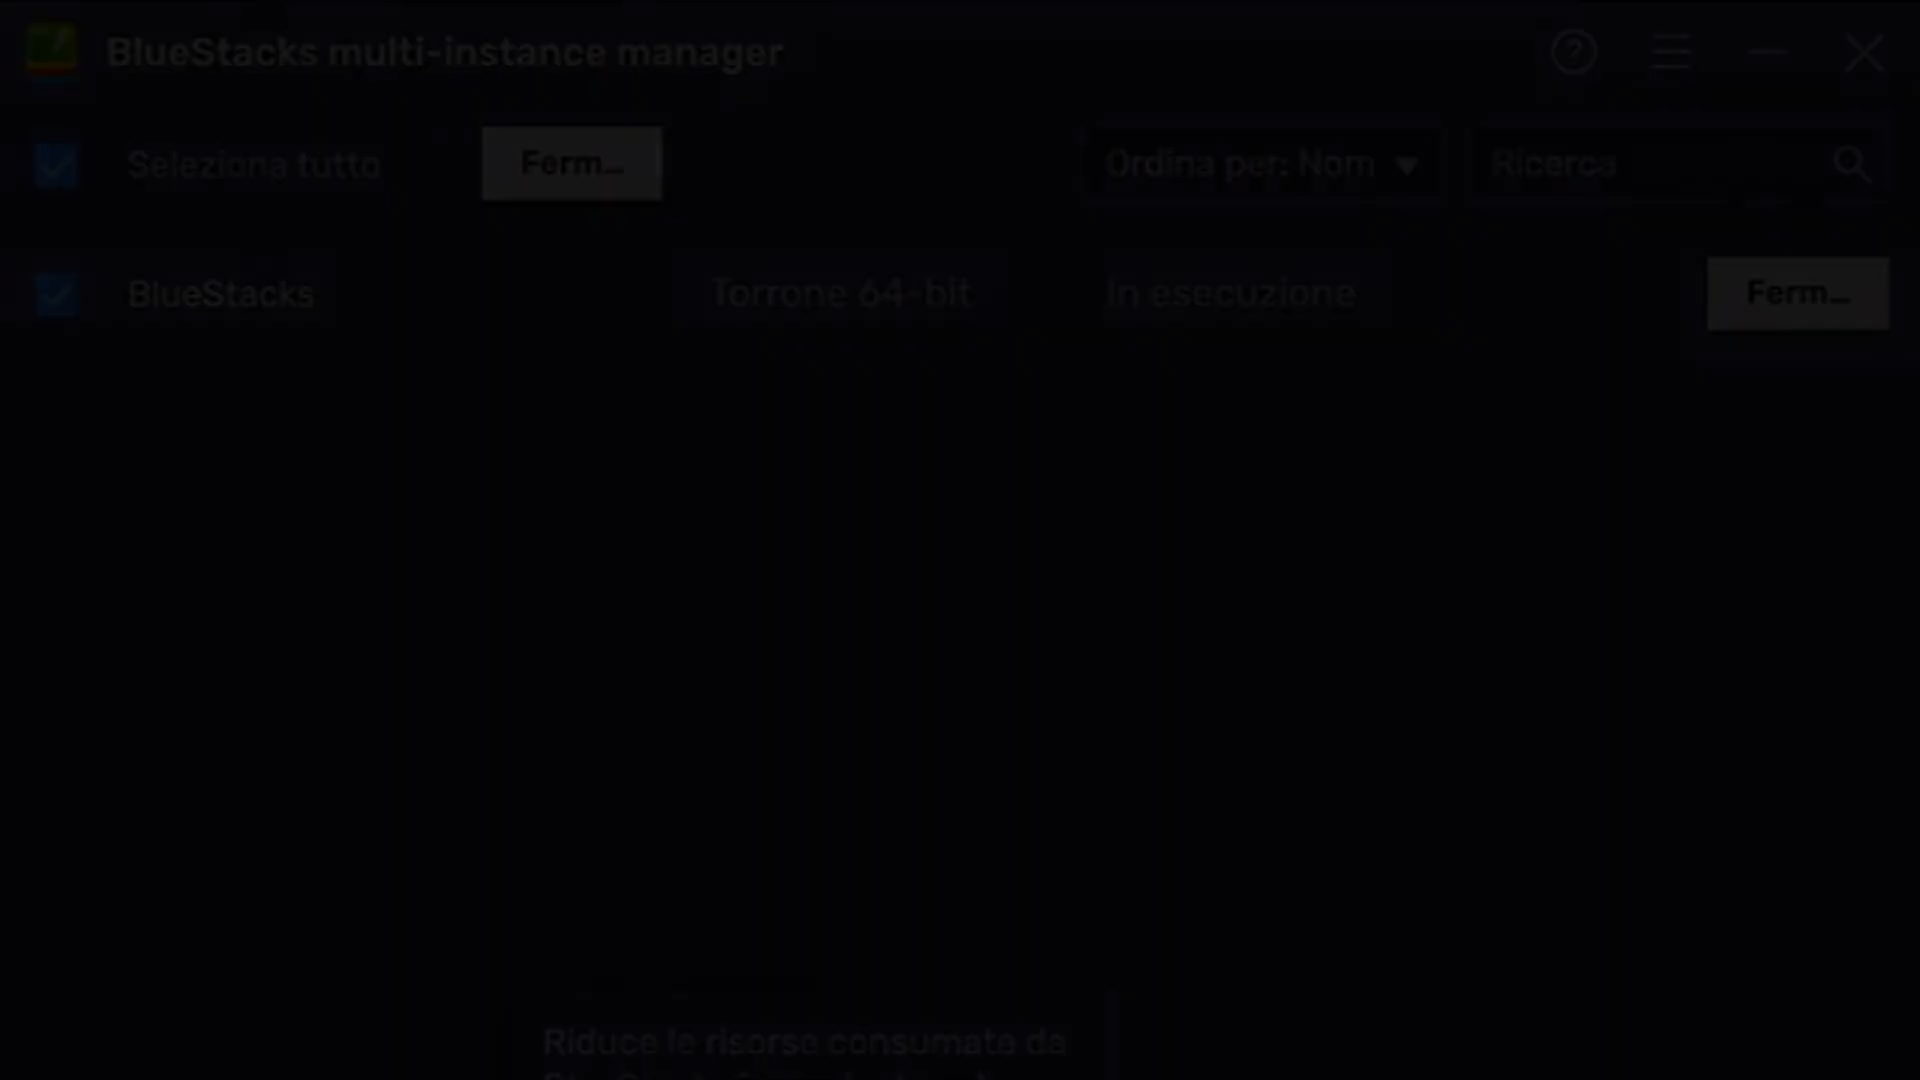 BlueStacks multi-instance manager
Seleziona tutto Ferm... Ordina per: Nom Ricerca
BlueStacks Torrone 64-bit In esecuzione Ferm...
Riduce le risorse consumate da